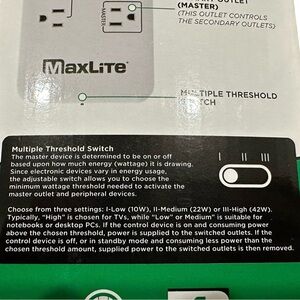 (MASTER)
(THIS OUTLET CONTROLS
THE SECONDARY OUTLETS)
MASTER
MAXLITE
MULTIPLE THRESHOLD
Multiple Threshold Switch
The master device is determined to be on or off
based upon how much energy (wattage) it is drawing.
Since electronic devices vary in energy usage,
the adjustable switch allows you to choose the
minimum wattage threshold needed to activate the
master outlet and peripheral devices.
I II III
Choose from three settings: I-Low (10W), II-Medium (22W) or III-High (42W).
Typically, "High" is chosen for TVs, while "Low" or Medium" is suitable for
notebooks or desktop PCs. If the control device is on and consuming power
above the chosen threshold, power is supplied to the switched outlets. If the
control device is off, or in standby mode and consuming less power than the
chosen threshold amount, supplied power to the switched outlets is then removed.